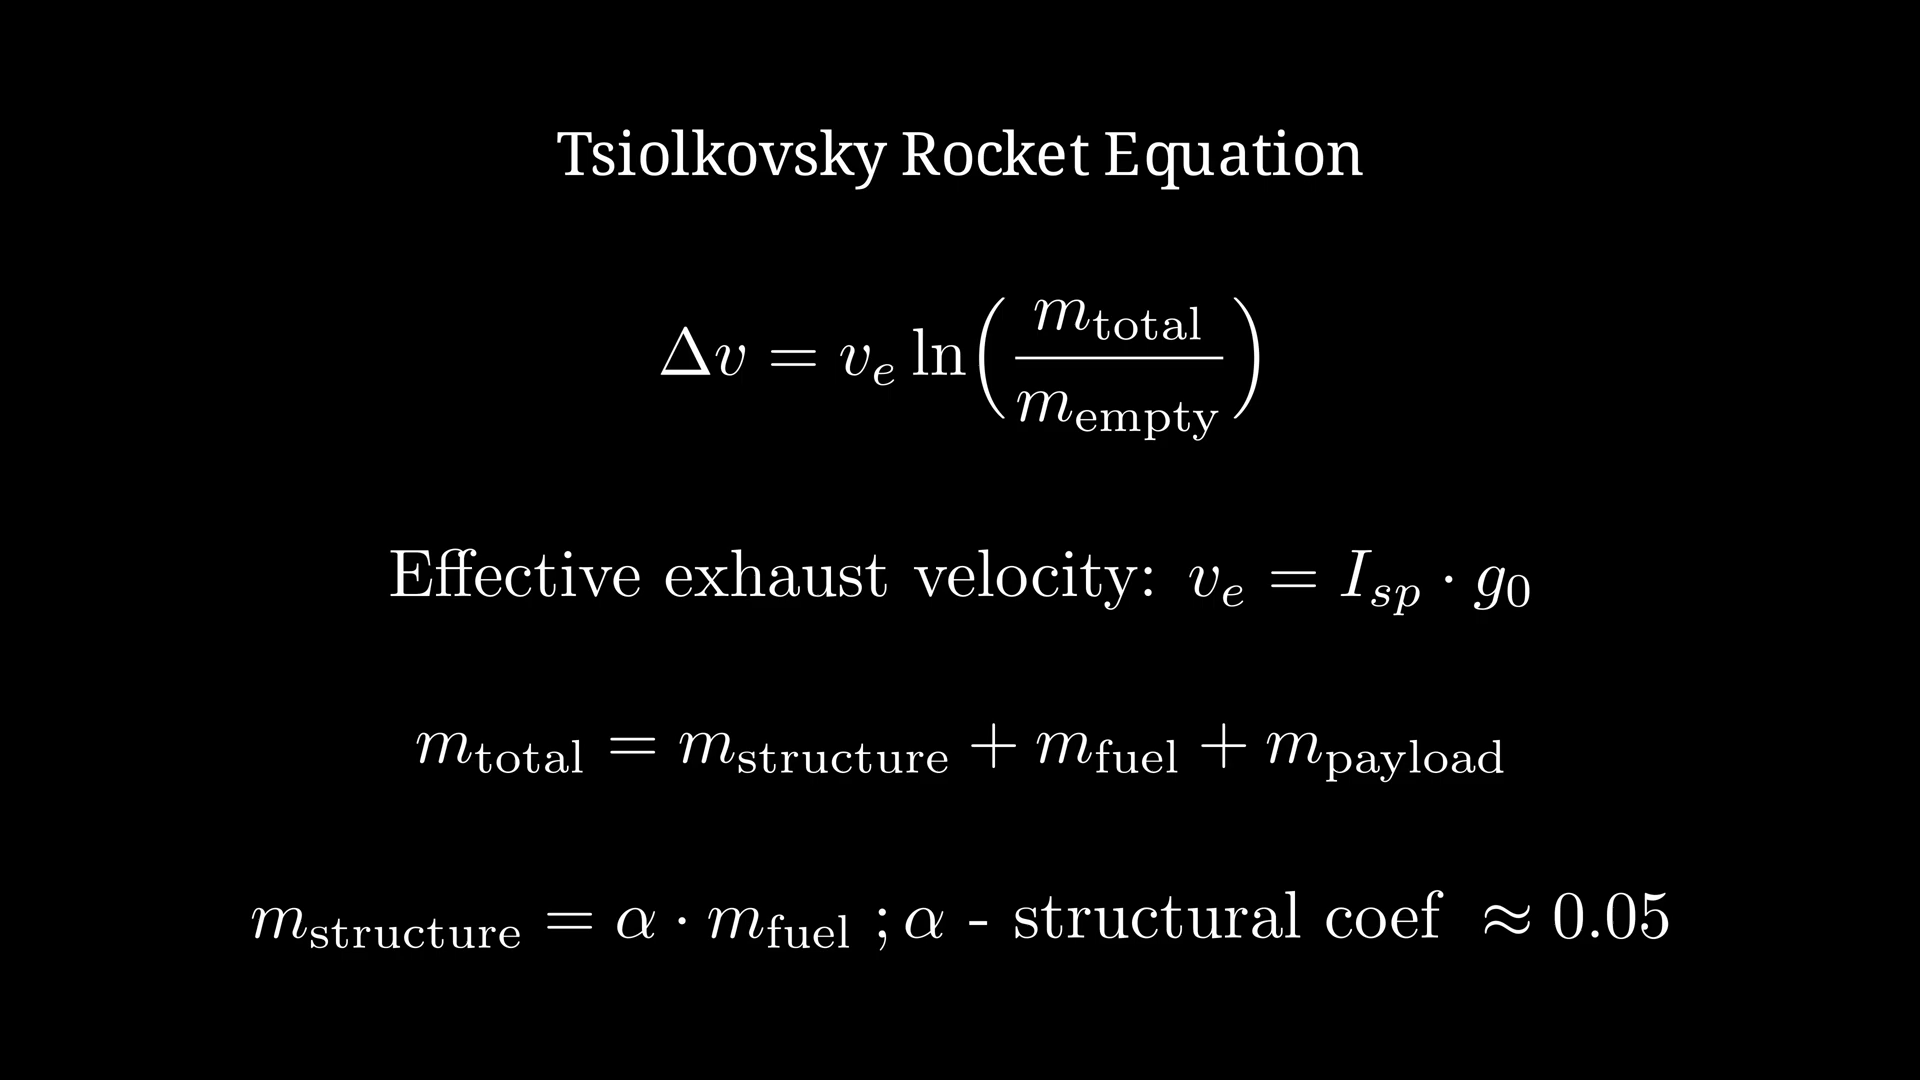 Tsiolkovsky Rocket Equation
Δv = v_e ln(m_total / m_empty)
Effective exhaust velocity: v_e = I_sp · g_0
m_total = m_structure + m_fuel + m_payload
m_structure = α · m_fuel ; α - structural coef ≈ 0.05